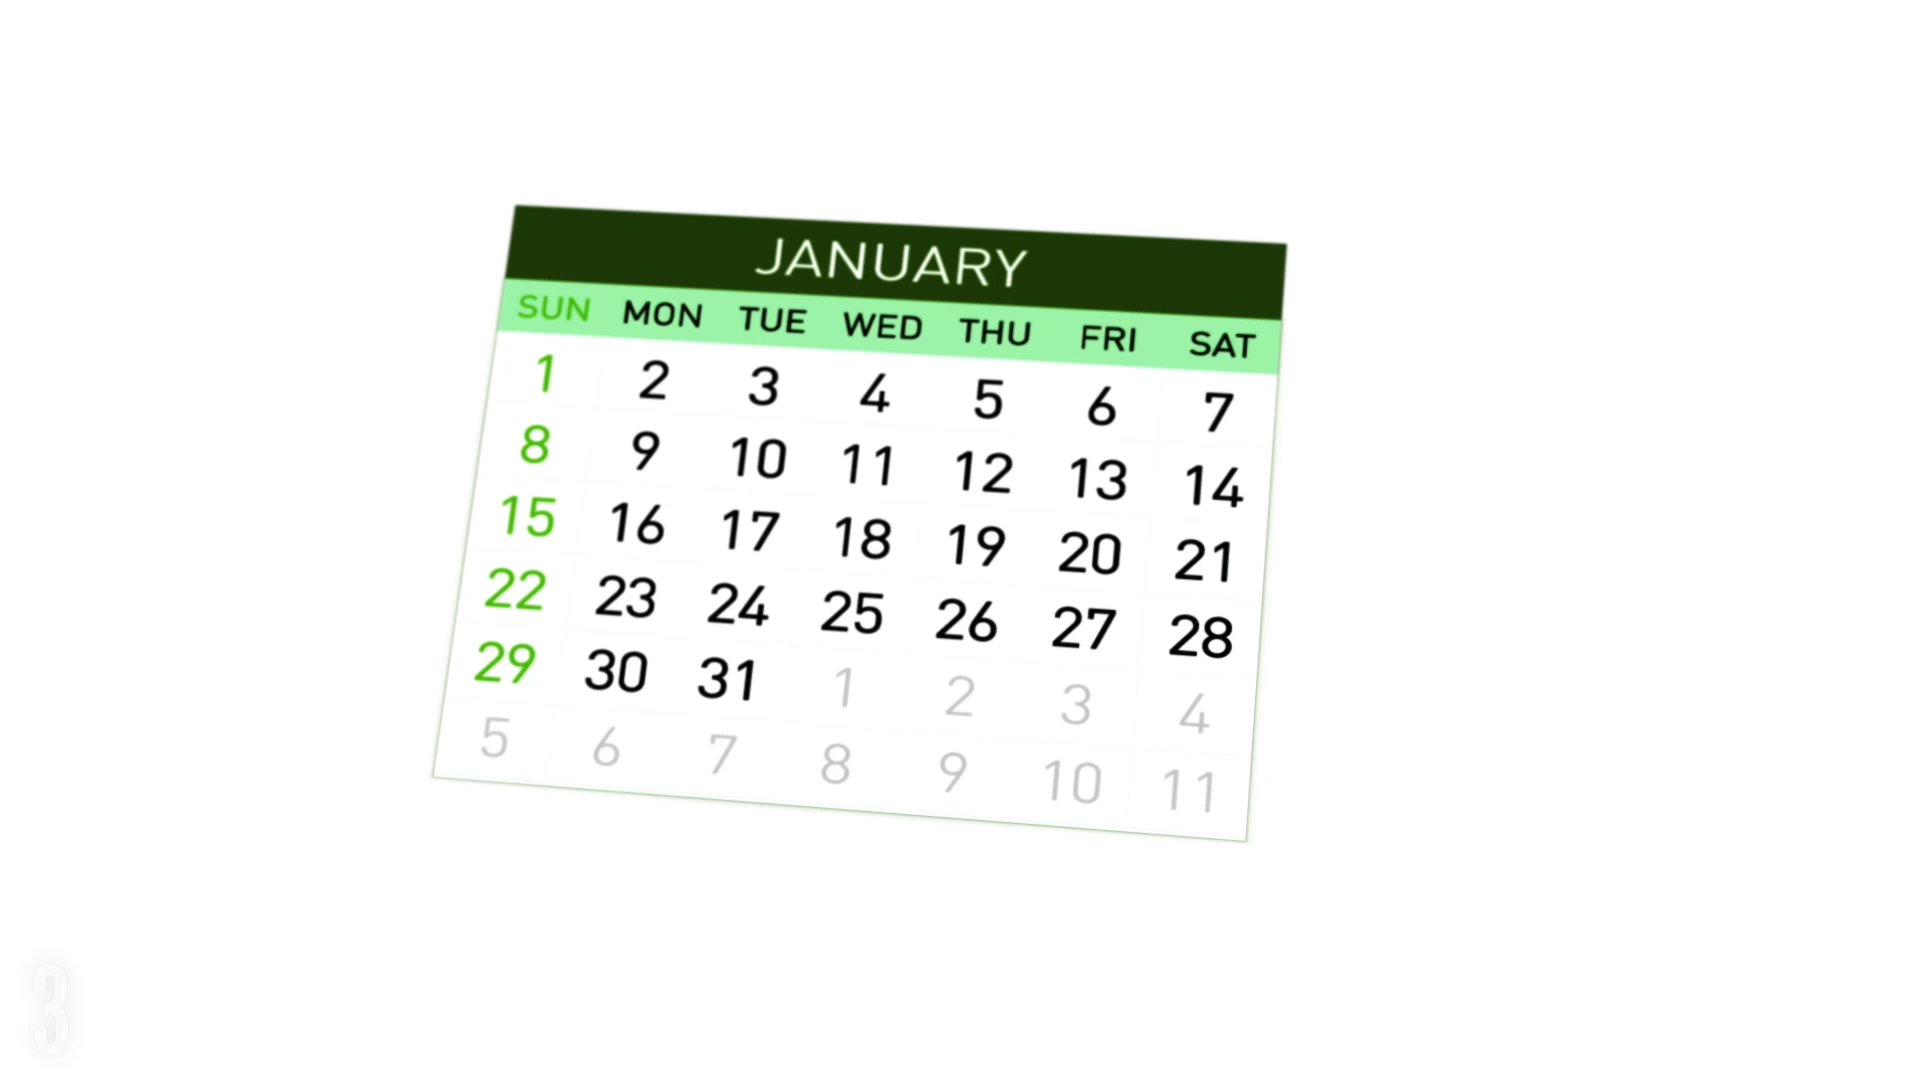 JANUARY
SUN MON TUE WED THU FRI SAT
1 2 3 4 5 6 7
8 9 10 11 12 13 14
15 16 17 18 19 20 21
22 23 24 25 26 27 28
29 30 31 1 2 3 4
5 6 7 8 9 10 11
3